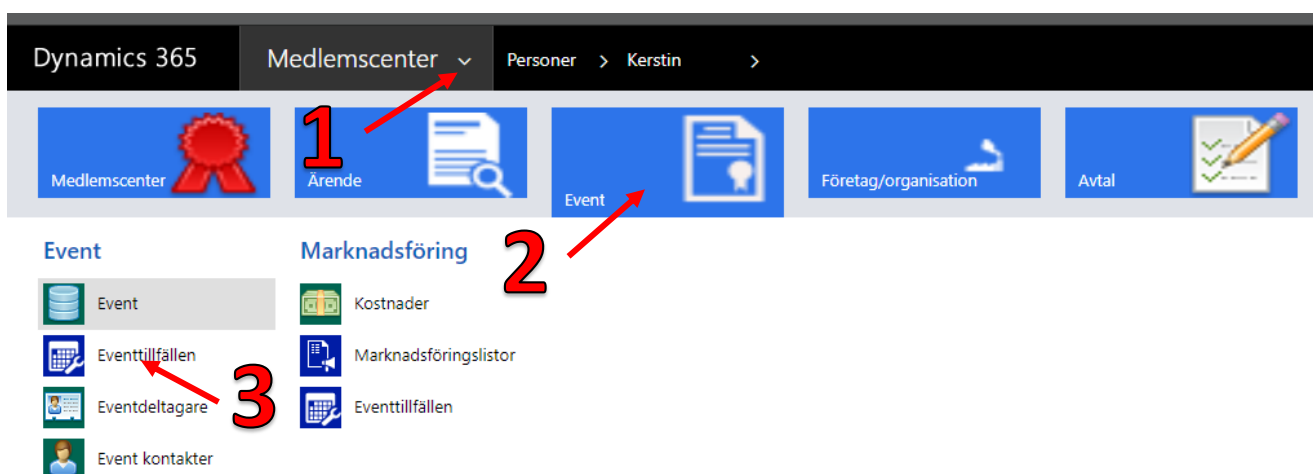 Dynamics 365 Medlemscenter Personer > Kerstin >
1
Medlemscenter Ärende Event Företag/organisation Avtal
2
Event Marknadsföring
Event Kostnader
Eventtillfällen Marknadsföringslistor
3
Eventdeltagare Eventtillfällen
Event kontakter